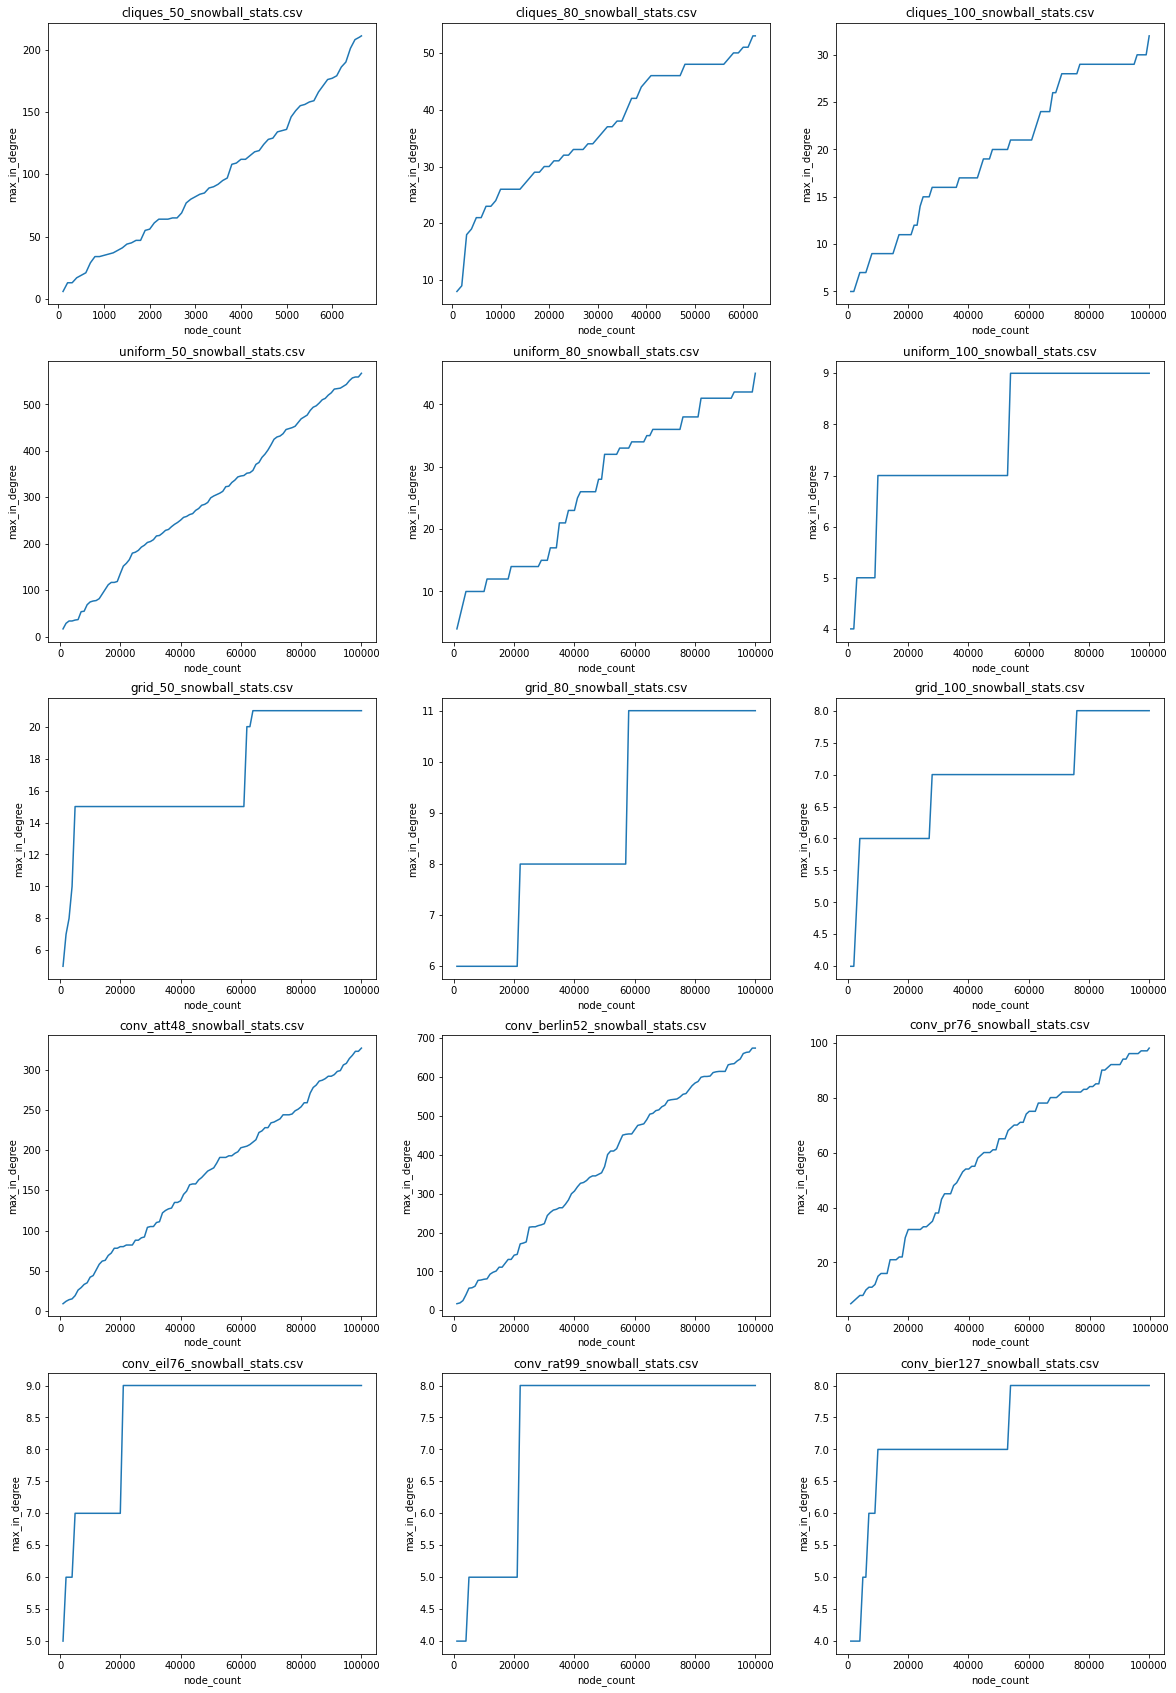 cliques_50_snowball_stats.csv
max_in_degree
200
150
100
50
0
0 1000 2000 3000 4000 5000 6000
node_count
cliques_80_snowball_stats.csv
max_in_degree
50
40
30
20
10
0 10000 20000 30000 40000 50000 60000
node_count
cliques_100_snowball_stats.csv
max_in_degree
30
25
20
15
10
5
0 20000 40000 60000 80000 100000
node_count
uniform_50_snowball_stats.csv
max_in_degree
500
400
300
200
100
0
0 20000 40000 60000 80000 100000
node_count
uniform_80_snowball_stats.csv
max_in_degree
40
30
20
10
0 20000 40000 60000 80000 100000
node_count
uniform_100_snowball_stats.csv
max_in_degree
9
8
7
6
5
4
0 20000 40000 60000 80000 100000
node_count
grid_50_snowball_stats.csv
max_in_degree
20
18
16
14
12
10
8
6
0 20000 40000 60000 80000 100000
node_count
grid_80_snowball_stats.csv
max_in_degree
11
10
9
8
7
6
0 20000 40000 60000 80000 100000
node_count
grid_100_snowball_stats.csv
max_in_degree
8.0
7.5
7.0
6.5
6.0
5.5
5.0
4.5
4.0
0 20000 40000 60000 80000 100000
node_count
conv_att48_snowball_stats.csv
max_in_degree
300
250
200
150
100
50
0
0 20000 40000 60000 80000 100000
node_count
conv_berlin52_snowball_stats.csv
max_in_degree
700
600
500
400
300
200
100
0
0 20000 40000 60000 80000 100000
node_count
conv_pr76_snowball_stats.csv
max_in_degree
100
80
60
40
20
0 20000 40000 60000 80000 100000
node_count
conv_eil76_snowball_stats.csv
max_in_degree
9.0
8.5
8.0
7.5
7.0
6.5
6.0
5.5
5.0
0 20000 40000 60000 80000 100000
node_count
conv_rat99_snowball_stats.csv
max_in_degree
8.0
7.5
7.0
6.5
6.0
5.5
5.0
4.5
4.0
0 20000 40000 60000 80000 100000
node_count
conv_bier127_snowball_stats.csv
max_in_degree
8.0
7.5
7.0
6.5
6.0
5.5
5.0
4.5
4.0
0 20000 40000 60000 80000 100000
node_count